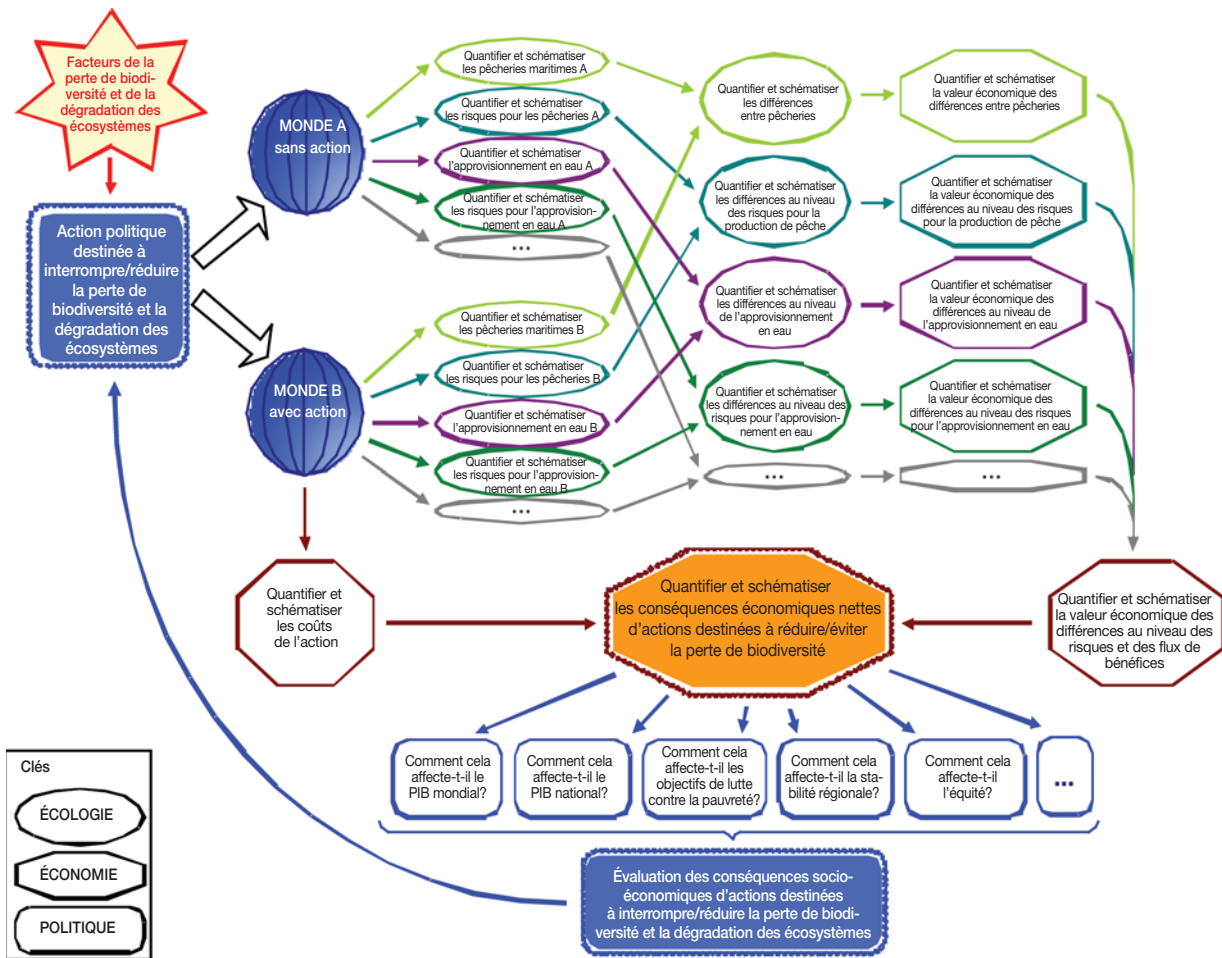 Facteurs de la
perte de biodi-
versité et de la
dégradation des
écosystèmes
Action politique
destinée à
interrompre/réduire
la perte de
biodiversité et la
dégradation des
écosystèmes
MONDE A
sans action
MONDE B
avec action
Quantifier et schématiser
les pêcheries maritimes A
Quantifier et schématiser
les risques pour les pêcheries A
Quantifier et schématiser
l'approvisionnement en eau A
Quantifier et schématiser
les risques pour l'approvision-
nement en eau A
...
Quantifier et schématiser
les pêcheries maritimes B
Quantifier et schématiser
les risques pour les pêcheries B
Quantifier et schématiser
l'approvisionnement en eau B
Quantifier et schématiser
les risques pour l'approvision-
nement en eau B
...
Quantifier et schématiser
les différences
entre pêcheries
Quantifier et schématiser
les différences au niveau
des risques pour la
production de pêche
Quantifier et schématiser
les différences au niveau
de l'approvisionnement
en eau
Quantifier et schématiser
les différences au niveau des
risques pour l'approvision-
nement en eau
...
Quantifier et schématiser
la valeur économique des
différences entre pêcheries
Quantifier et schématiser
la valeur économique des
différences au niveau des risques
pour la production de pêche
Quantifier et schématiser
la valeur économique des
différences au niveau de
l'approvisionnement en eau
Quantifier et schématiser
la valeur économique des
différences au niveau des risques
pour l'approvisionnement en eau
...
Quantifier et
schématiser
les coûts
de l'action
Quantifier et schématiser
les conséquences économiques nettes
d'actions destinées à réduire/éviter
la perte de biodiversité
Quantifier et schématiser
la valeur économique des
différences au niveau des
risques et des flux de
bénéfices
Comment cela
affecte-t-il le
PIB mondial?
Comment cela
affecte-t-il le
PIB national?
Comment cela
affecte-t-il les
objectifs de lutte
contre la pauvreté?
Comment cela
affecte-t-il la sta-
bilité régionale?
Comment cela
affecte-t-il
l'équité?
...
Évaluation des conséquences socio-
économiques d'actions destinées
à interrompre/réduire la perte de biodi-
versité et la dégradation des écosystèmes
Clés
ÉCOLOGIE
ÉCONOMIE
POLITIQUE